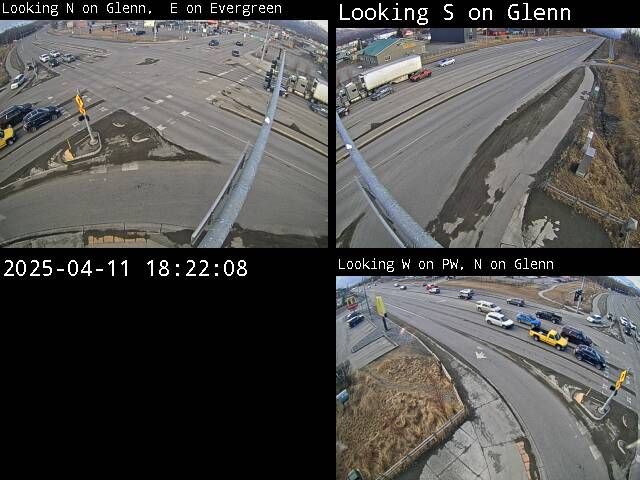 Looking N on Glenn, E on Evergreen
Looking S on Glenn
2025-04-11 18:22:08
Looking W on PW, N on Glenn